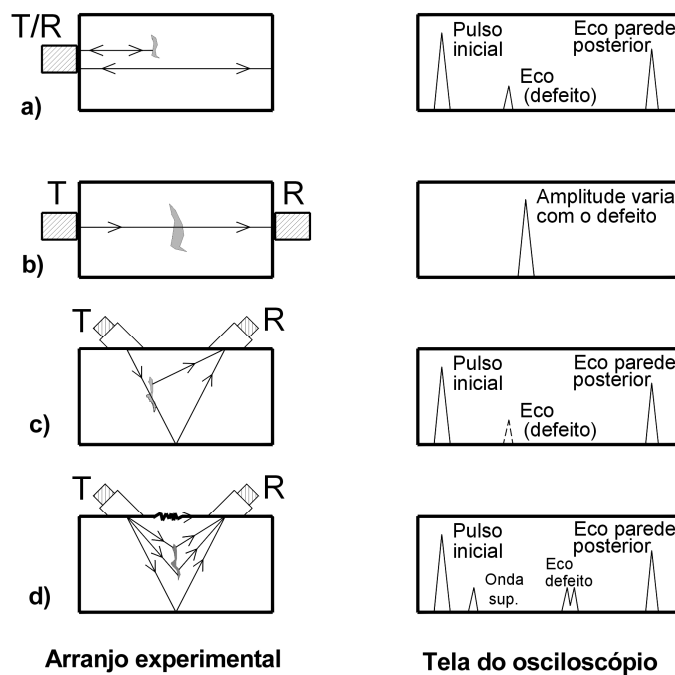 T/R
a)
Pulso
inicial
Eco
(defeito)
Eco parede
posterior
T
R
b)
Amplitude varia
com o defeito
T
R
c)
Pulso
inicial
Eco
(defeito)
Eco parede
posterior
T
R
d)
Pulso
inicial
Onda
sup.
Eco
defeito
Eco parede
posterior
Arranjo experimental
Tela do osciloscópio